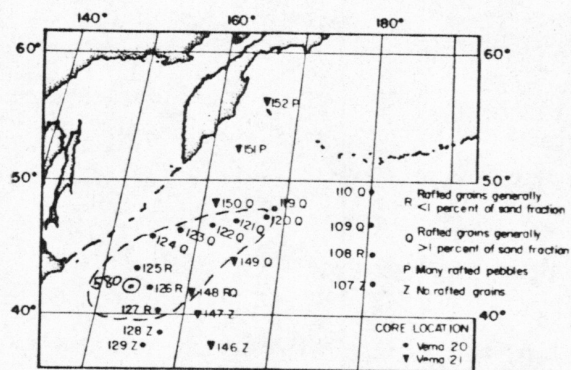 140° 160° 180°
60° 60°
152 P
151 P
50° 50°
150 Q 119 Q 110 Q
121 Q 120 Q
123 Q 122 Q
124 Q 109 Q
149 Q
125 R 108 R
580 126 R 148 RQ 107 Z
40° 127 R 147 Z 40°
128 Z
129 Z 146 Z
R Rafted grains generally
<1 percent of sand fraction
Q Rafted grains generally
>1 percent of sand fraction
P Many rafted pebbles
Z No rafted grains
CORE LOCATION
• Vema 20
▼ Vema 21